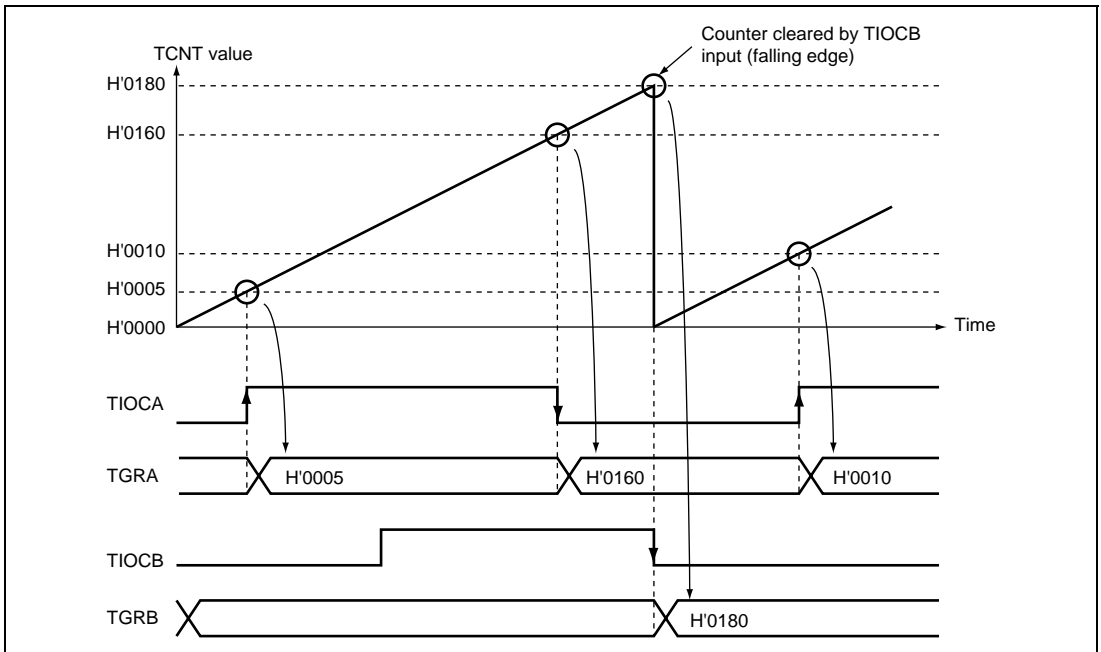 Counter cleared by TIOCB
input (falling edge)
TCNT value
H'0180
H'0160
H'0010
H'0005
H'0000
Time
TIOCA
TGRA
H'0005
H'0160
H'0010
TIOCB
TGRB
H'0180